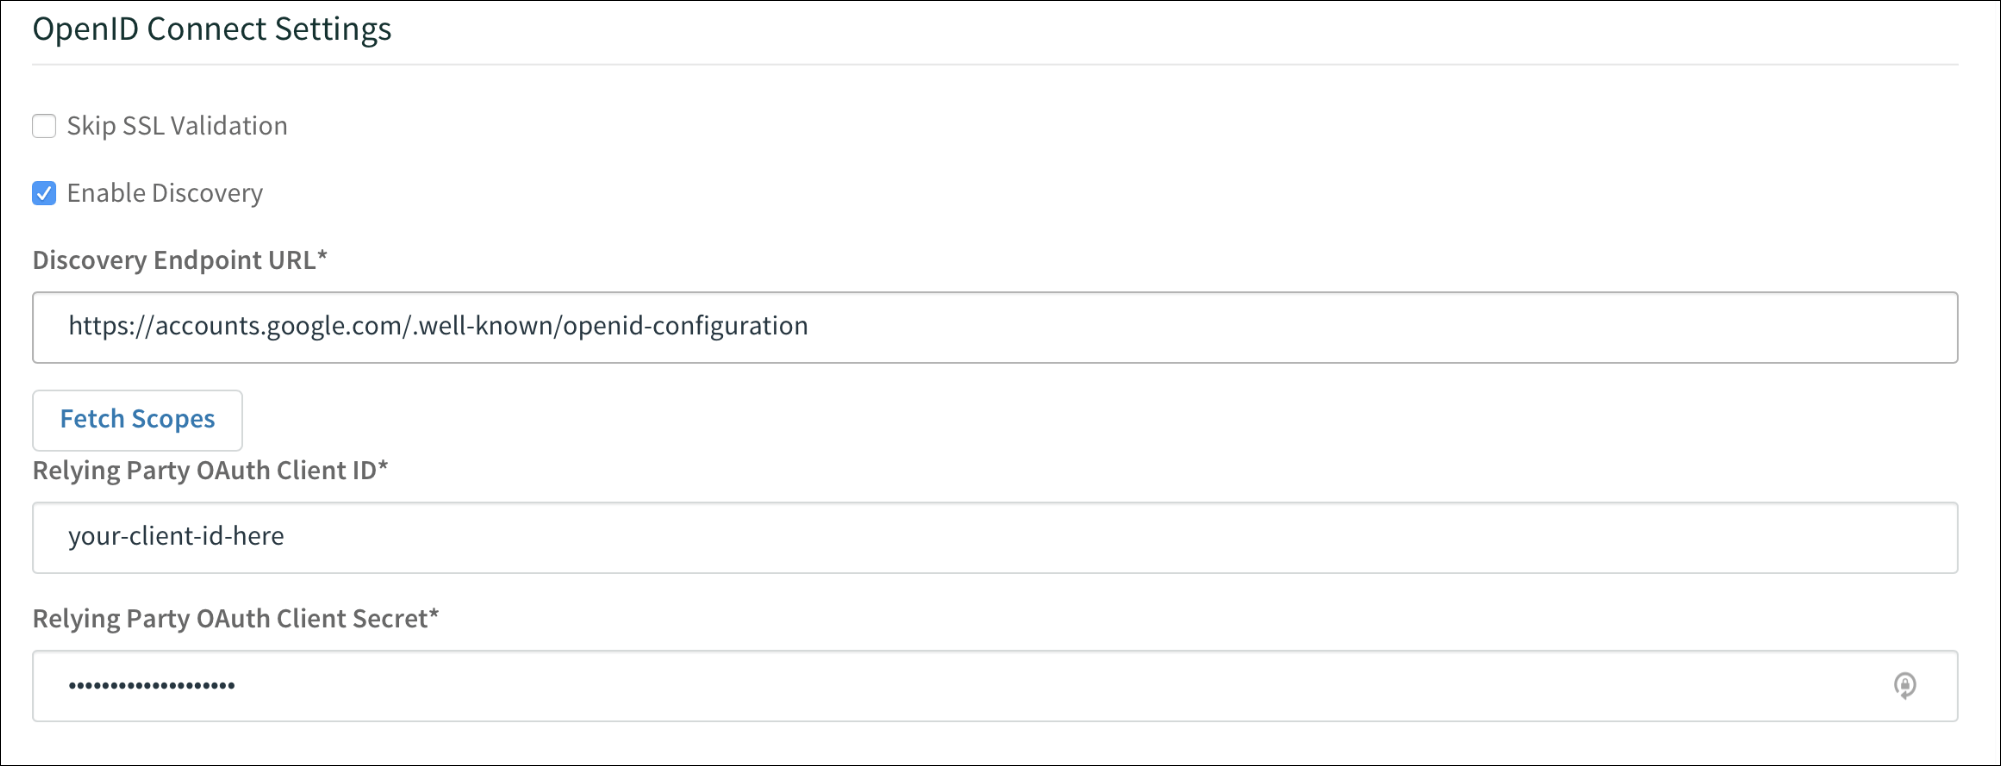 OpenID Connect Settings
Skip SSL Validation
Enable Discovery
Discovery Endpoint URL*
https://accounts.google.com/.well-known/openid-configuration
Fetch Scopes
Relying Party OAuth Client ID*
your-client-id-here
Relying Party OAuth Client Secret*
••••••••••••••••••••